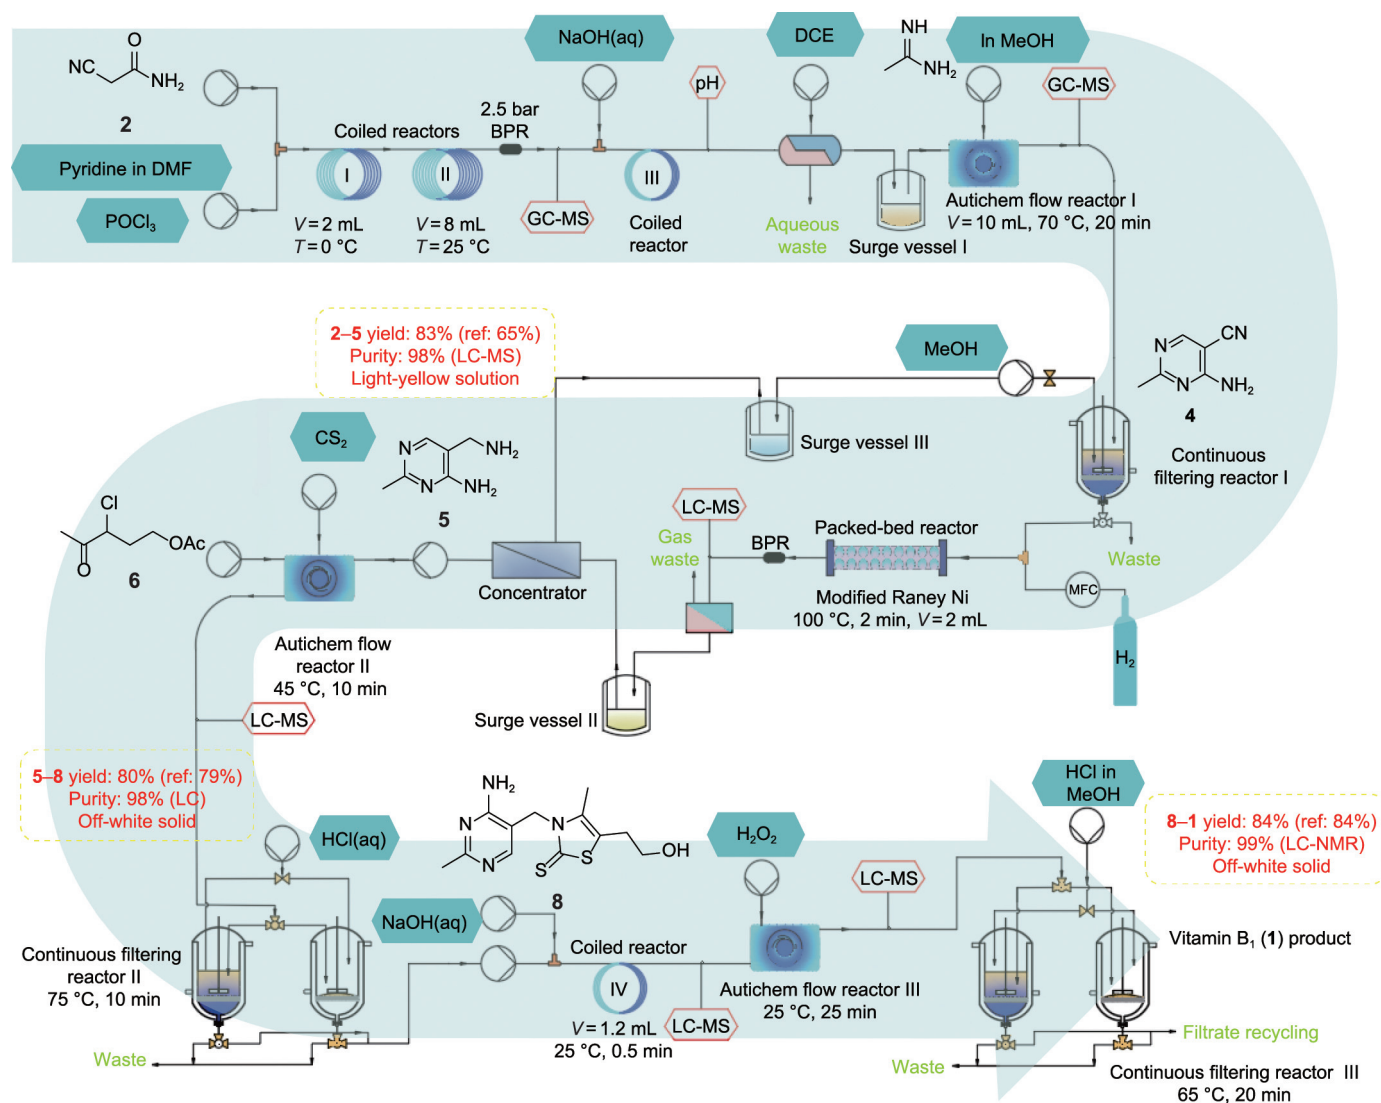 NC
O
NH2
2
Pyridine in DMF
POCl3
Coiled reactors
I
V = 2 mL
T = 0 °C
II
V = 8 mL
T = 25 °C
2.5 bar
BPR
GC-MS
NaOH(aq)
III
Coiled
reactor
pH
DCE
Aqueous
waste
Surge vessel I
NH
NH2
In MeOH
Autichem flow reactor I
V = 10 mL, 70 °C, 20 min
GC-MS
2–5 yield: 83% (ref: 65%)
Purity: 98% (LC-MS)
Light-yellow solution
MeOH
Surge vessel III
N
CN
N
NH2
4
Continuous
filtering reactor I
Waste
MFC
H2
Packed-bed reactor
Modified Raney Ni
100 °C, 2 min, V = 2 mL
BPR
LC-MS
Gas
waste
Surge vessel II
Concentrator
CS2
N
NH2
N
NH2
5
Cl
O
OAc
6
Autichem flow
reactor II
45 °C, 10 min
LC-MS
5–8 yield: 80% (ref: 79%)
Purity: 98% (LC)
Off-white solid
HCl(aq)
Continuous filtering
reactor II
75 °C, 10 min
Waste
NH2
N
N
N
S
S
OH
8
NaOH(aq)
Coiled reactor
IV
V = 1.2 mL
25 °C, 0.5 min
LC-MS
H2O2
Autichem flow reactor III
25 °C, 25 min
LC-MS
HCl in
MeOH
8–1 yield: 84% (ref: 84%)
Purity: 99% (LC-NMR)
Off-white solid
Vitamin B1 (1) product
Filtrate recycling
Waste
Continuous filtering reactor III
65 °C, 20 min